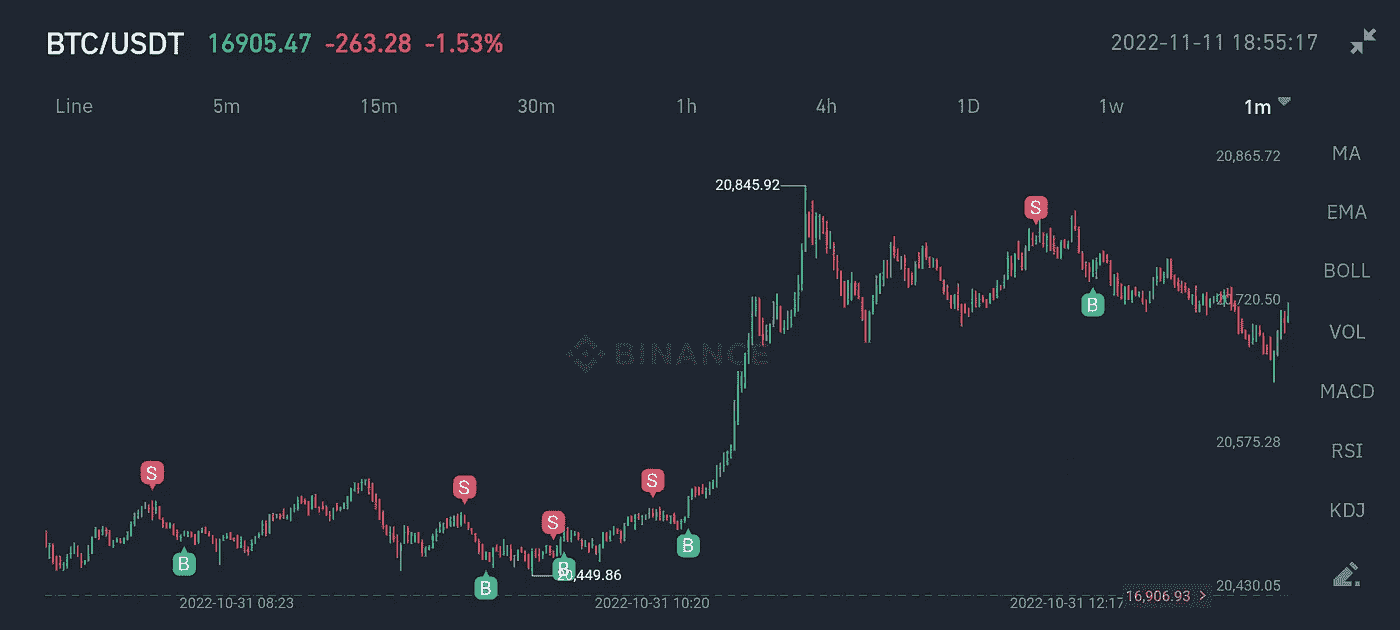 BTC/USDT 16905.47 -263.28 -1.53% 2022-11-11 18:55:17
Line 5m 15m 30m 1h 4h 1D 1w 1m
20,865.72 MA
20,845.92
S EMA
BOLL
20,720.50
B
VOL
BINANCE
MACD
20,575.28
RSI
S S S
KDJ
S
B B B
20,449.86
B
20,430.05
16,906.93
2022-10-31 08:23 2022-10-31 10:20 2022-10-31 12:17